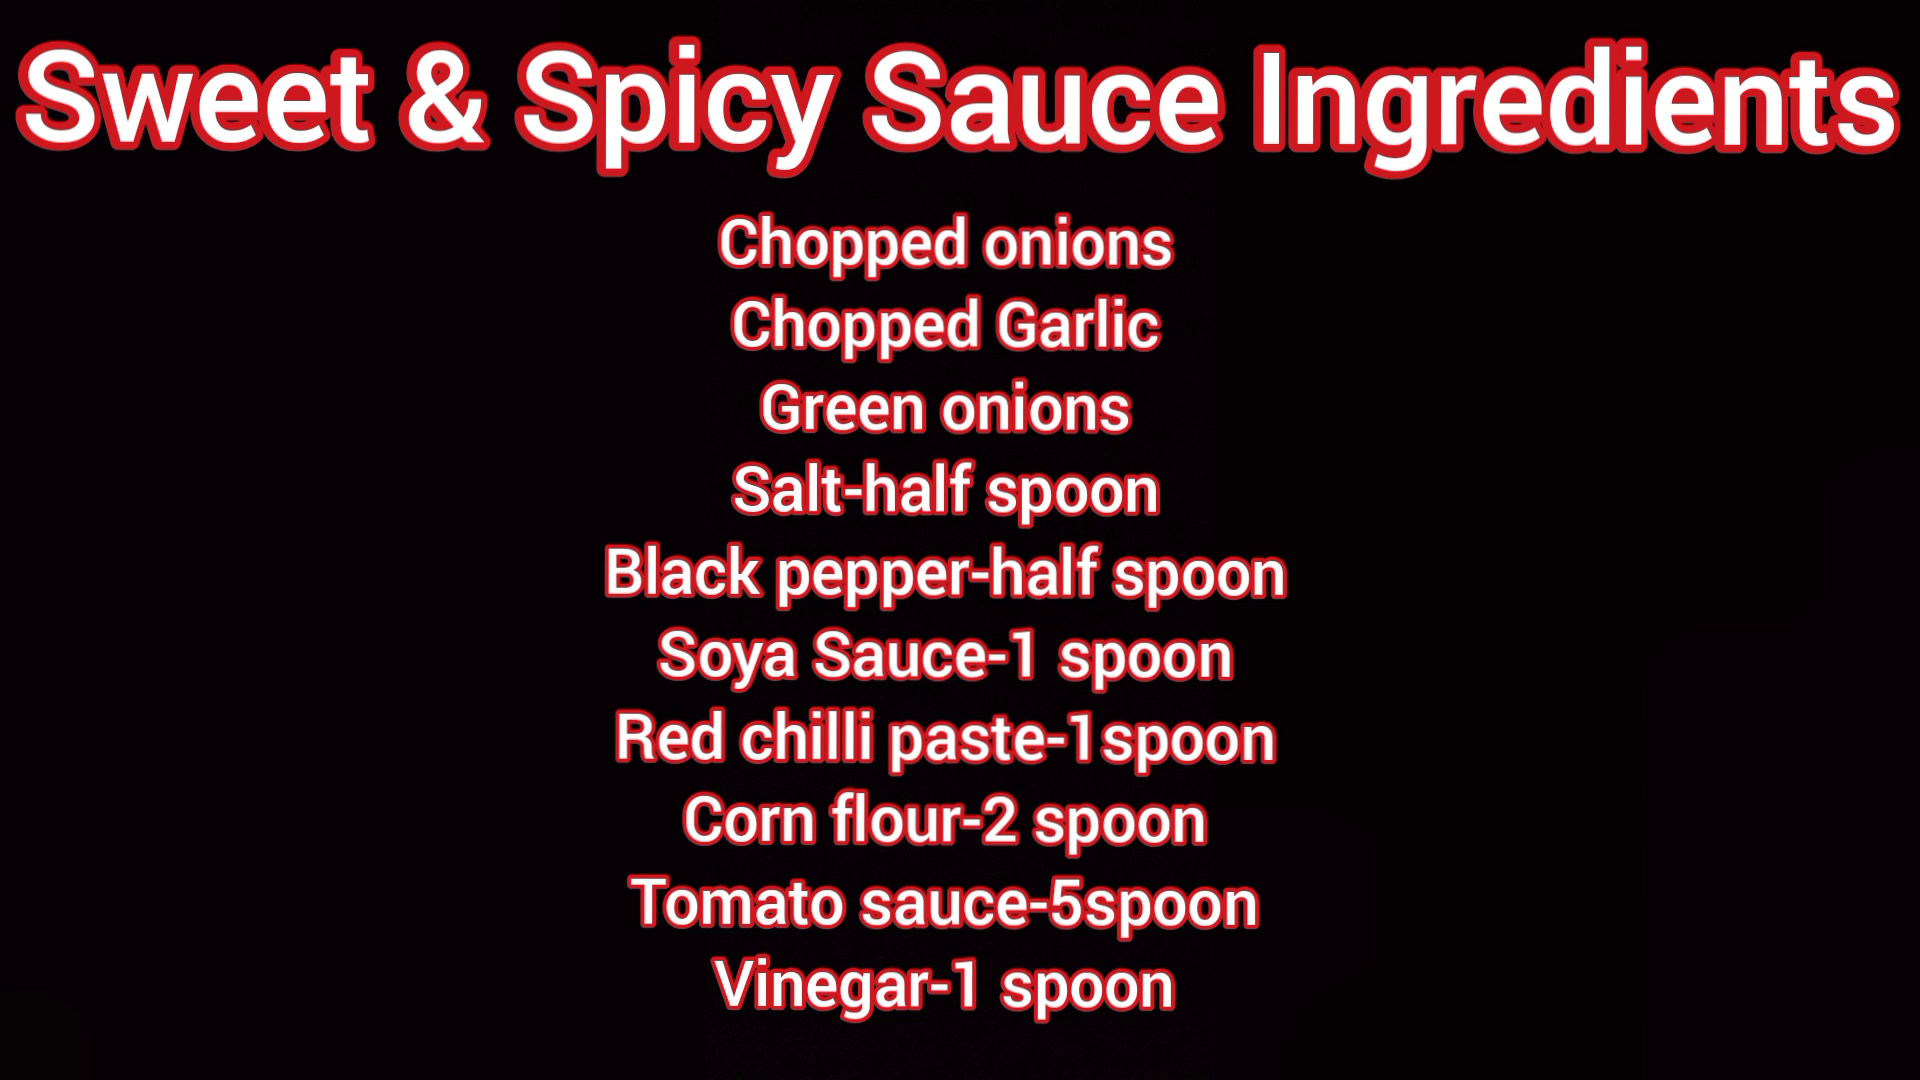 Sweet & Spicy Sauce Ingredients
Chopped onions
Chopped Garlic
Green onions
Salt-half spoon
Black pepper-half spoon
Soya Sauce-1 spoon
Red chilli paste-1spoon
Corn flour-2 spoon
Tomato sauce-5spoon
Vinegar-1 spoon